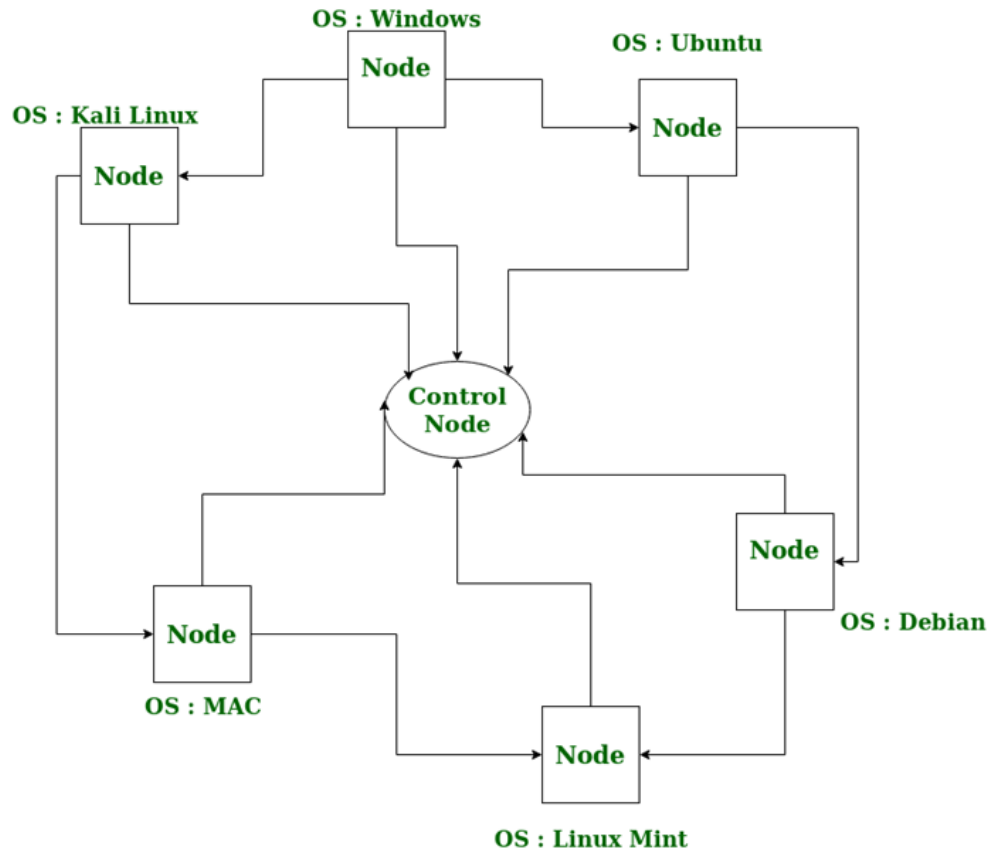 OS : Windows
Node
OS : Ubuntu
Node
OS : Kali Linux
Node
Control
Node
Node
OS : Debian
Node
OS : MAC
Node
OS : Linux Mint